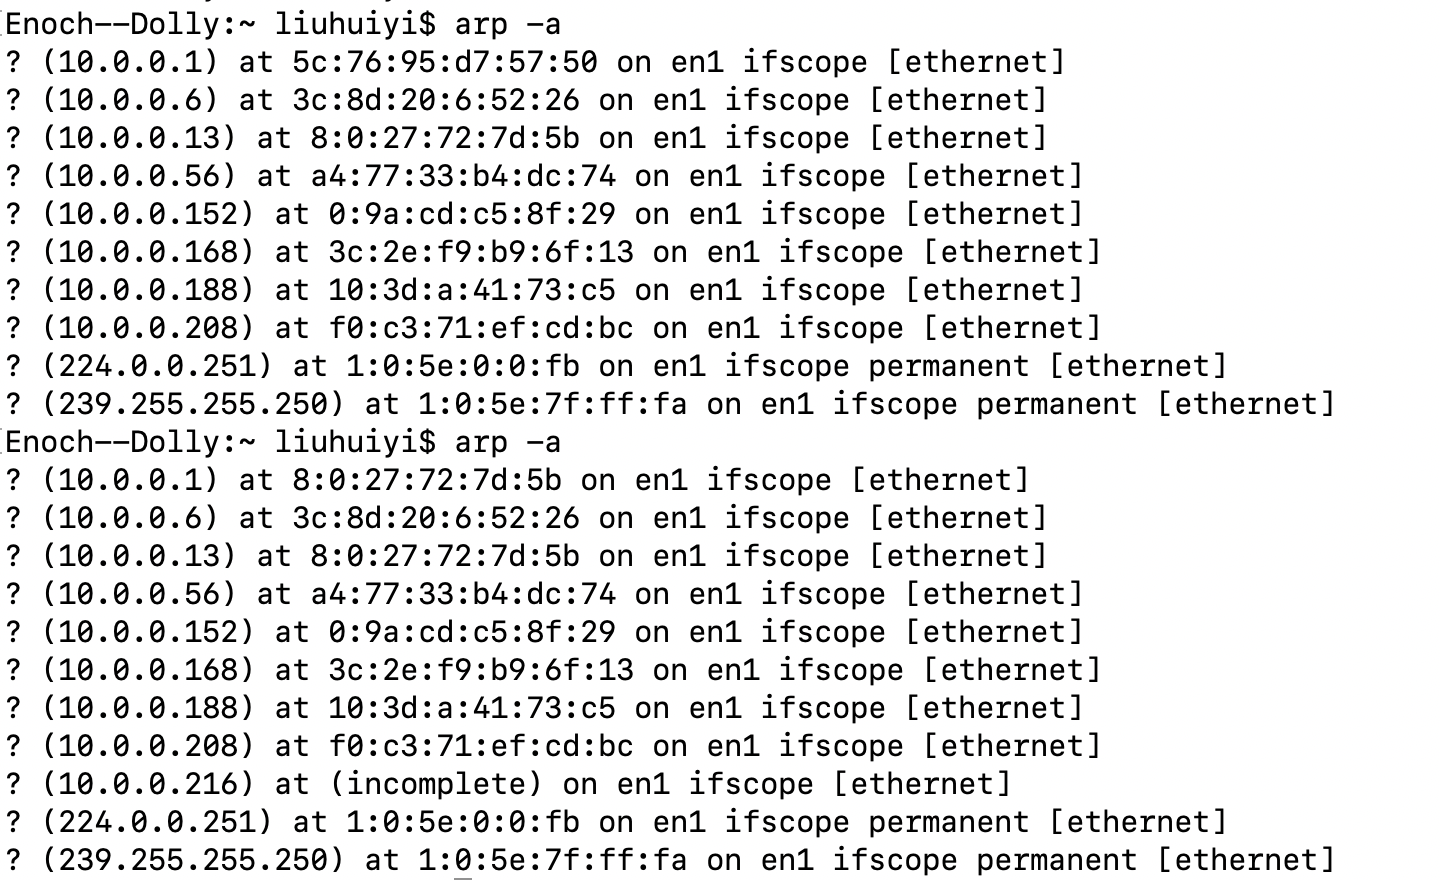 Enoch--Dolly:~ liuhuiyi$ arp -a
? (10.0.0.1) at 5c:76:95:d7:57:50 on en1 ifscope [ethernet]
? (10.0.0.6) at 3c:8d:20:6:52:26 on en1 ifscope [ethernet]
? (10.0.0.13) at 8:0:27:72:7d:5b on en1 ifscope [ethernet]
? (10.0.0.56) at a4:77:33:b4:dc:74 on en1 ifscope [ethernet]
? (10.0.0.152) at 0:9a:cd:c5:8f:29 on en1 ifscope [ethernet]
? (10.0.0.168) at 3c:2e:f9:b9:6f:13 on en1 ifscope [ethernet]
? (10.0.0.188) at 10:3d:a:41:73:c5 on en1 ifscope [ethernet]
? (10.0.0.208) at f0:c3:71:ef:cd:bc on en1 ifscope [ethernet]
? (224.0.0.251) at 1:0:5e:0:0:fb on en1 ifscope permanent [ethernet]
? (239.255.255.250) at 1:0:5e:7f:ff:fa on en1 ifscope permanent [ethernet]
Enoch--Dolly:~ liuhuiyi$ arp -a
? (10.0.0.1) at 8:0:27:72:7d:5b on en1 ifscope [ethernet]
? (10.0.0.6) at 3c:8d:20:6:52:26 on en1 ifscope [ethernet]
? (10.0.0.13) at 8:0:27:72:7d:5b on en1 ifscope [ethernet]
? (10.0.0.56) at a4:77:33:b4:dc:74 on en1 ifscope [ethernet]
? (10.0.0.152) at 0:9a:cd:c5:8f:29 on en1 ifscope [ethernet]
? (10.0.0.168) at 3c:2e:f9:b9:6f:13 on en1 ifscope [ethernet]
? (10.0.0.188) at 10:3d:a:41:73:c5 on en1 ifscope [ethernet]
? (10.0.0.208) at f0:c3:71:ef:cd:bc on en1 ifscope [ethernet]
? (10.0.0.216) at (incomplete) on en1 ifscope [ethernet]
? (224.0.0.251) at 1:0:5e:0:0:fb on en1 ifscope permanent [ethernet]
? (239.255.255.250) at 1:0:5e:7f:ff:fa on en1 ifscope permanent [ethernet]